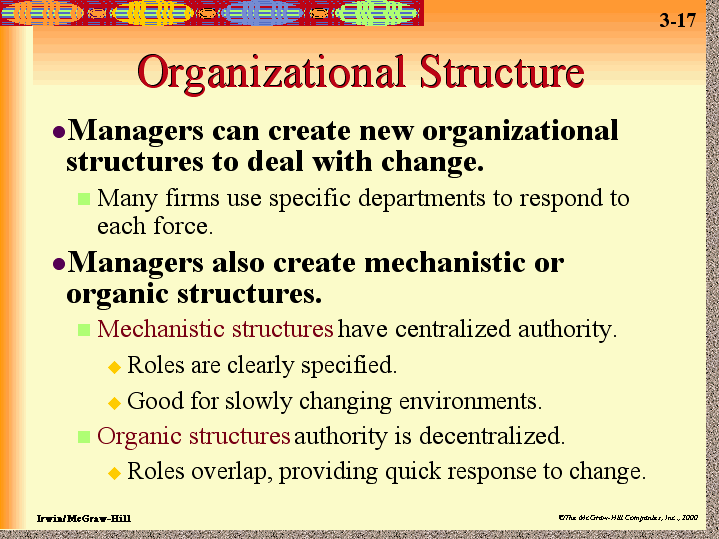 3-17
Organizational Structure
Managers can create new organizational
structures to deal with change.
Many firms use specific departments to respond to
each force.
Managers also create mechanistic or
organic structures.
Mechanistic structures have centralized authority.
Roles are clearly specified.
Good for slowly changing environments.
Organic structures authority is decentralized.
Roles overlap, providing quick response to change.
Irwin/McGraw-Hill
©The McGraw-Hill Companies, Inc., 2000